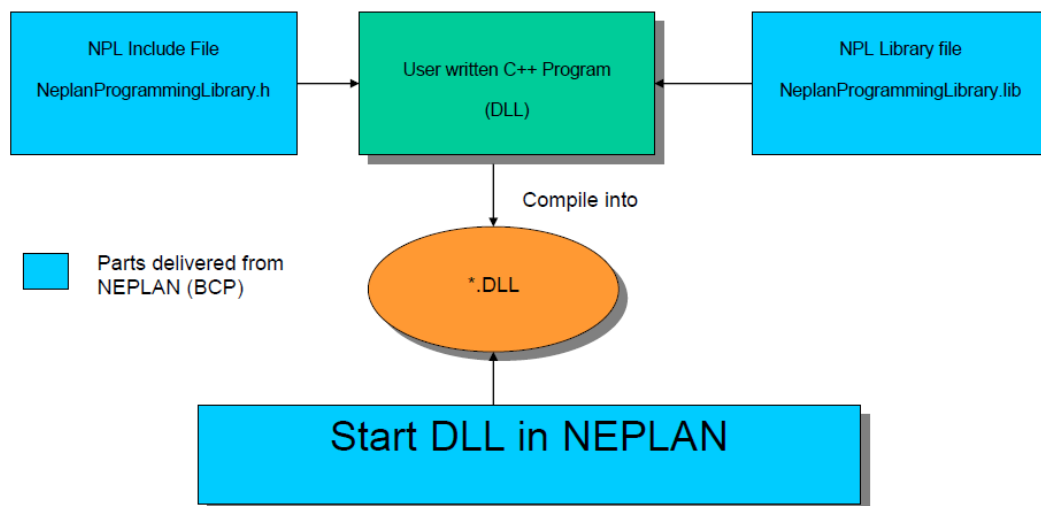 NPL Include File
NeplanProgrammingLibrary.h
User written C++ Program
(DLL)
NPL Library file
NeplanProgrammingLibrary.lib
Compile into
Parts delivered from
NEPLAN (BCP)
*.DLL
Start DLL in NEPLAN